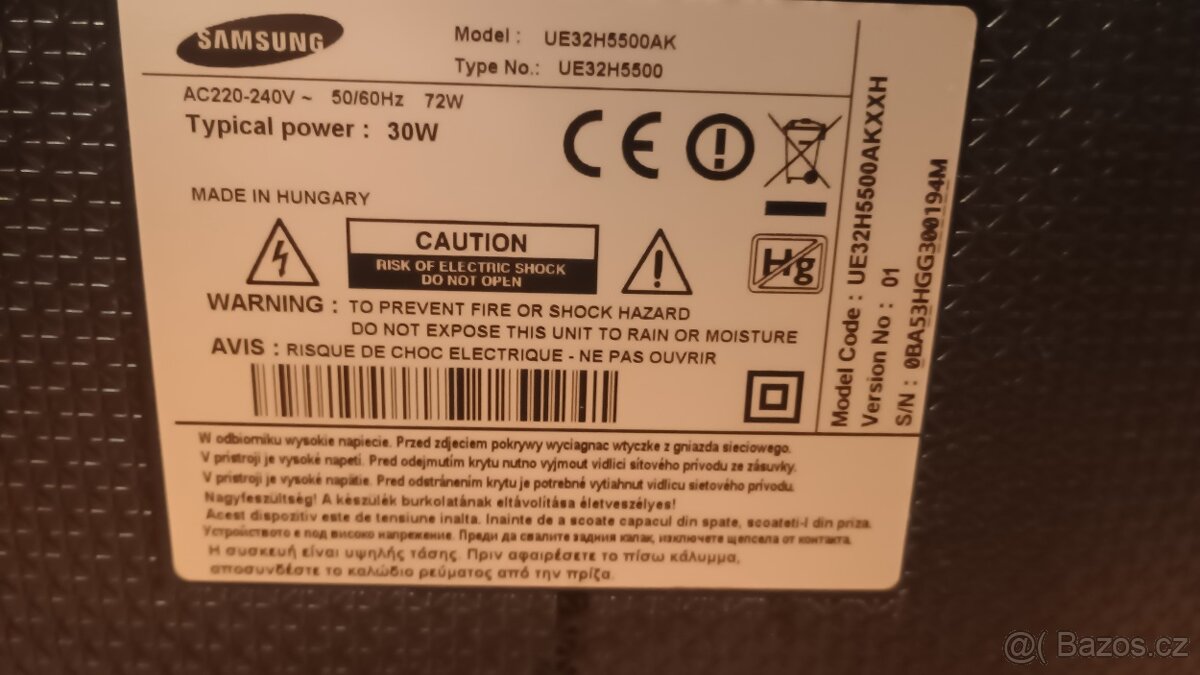 SAMSUNG
Model : UE32H5500AK
Type No.: UE32H5500
AC220-240V ~ 50/60Hz 72W
Typical power : 30W
MADE IN HUNGARY
CAUTION
RISK OF ELECTRIC SHOCK
DO NOT OPEN
Hg
WARNING : TO PREVENT FIRE OR SHOCK HAZARD
DO NOT EXPOSE THIS UNIT TO RAIN OR MOISTURE
AVIS : RISQUE DE CHOC ELECTRIQUE - NE PAS OUVRIR
W odbiorniku wysokie napiecie. Przed zdjeciem pokrywy wyciagnac wtyczke z gniazda sieciowego.
V prístroji je vysoké napetí. Pred odejmutím krytu nutno vyjmout vidlici sítového prívodu ze zásuvky.
V prístroji je vysoké napätie. Pred odstránením krytu je potrebné vytiahnut vidlicu sietového prívodu.
Nagyfeszültség! A készülék burkolatának eltávolítása életveszélyes!
Acest dispozitiv este de tensiune inalta. Inainte de a scoate capacul din spate, scoateti-l din priza.
Устройството е под високо напрежение. Преди да свалите задния капак, изключете щепсела от контакта.
Η συσκευή είναι υψηλής τάσης. Πριν αφαιρέσετε το πίσω κάλυμμα,
αποσυνδέστε το καλώδιο ρεύματος από την πρίζα.
Model Code : UE32H5500AKXXH
Version No : 01
S/N : 0BA53HGG300194M
@( Bazos.cz